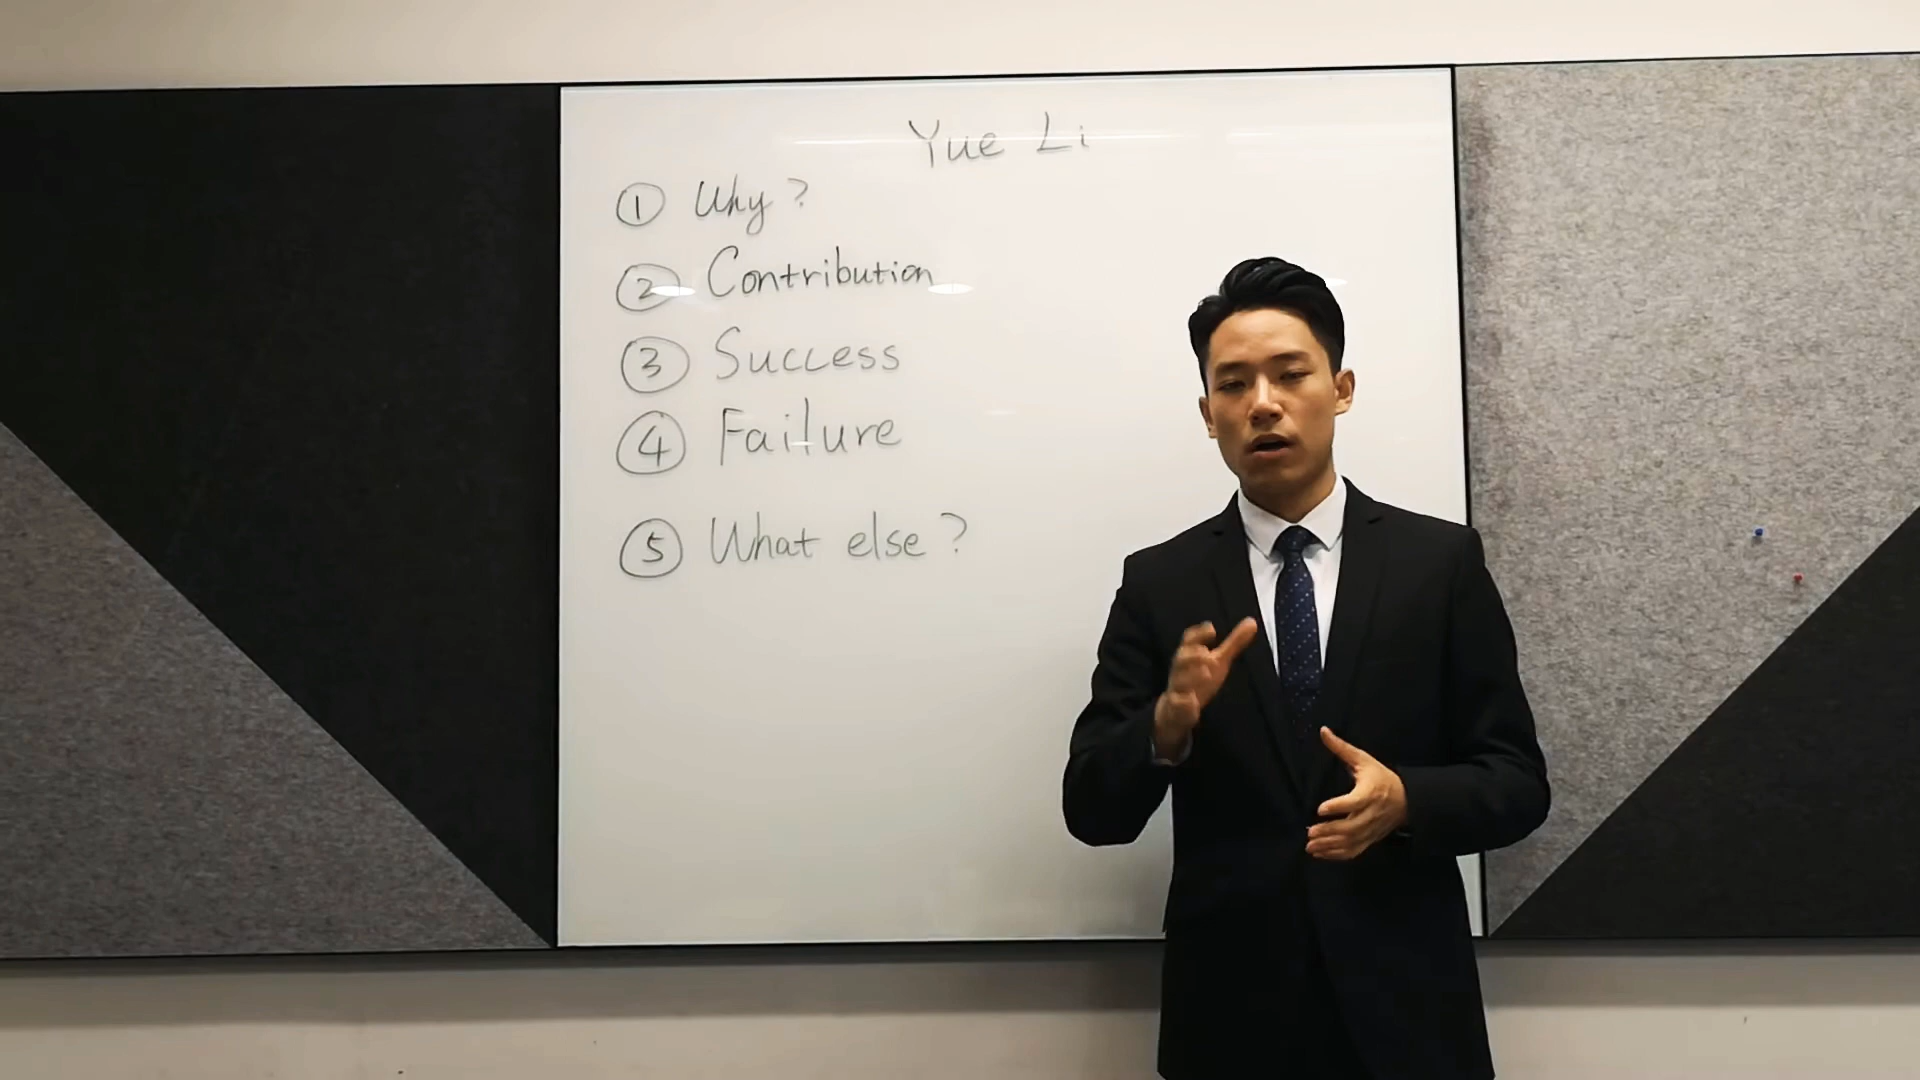 Yue Li
① Why?
② Contribution
③ Success
④ Failure
⑤ What else?